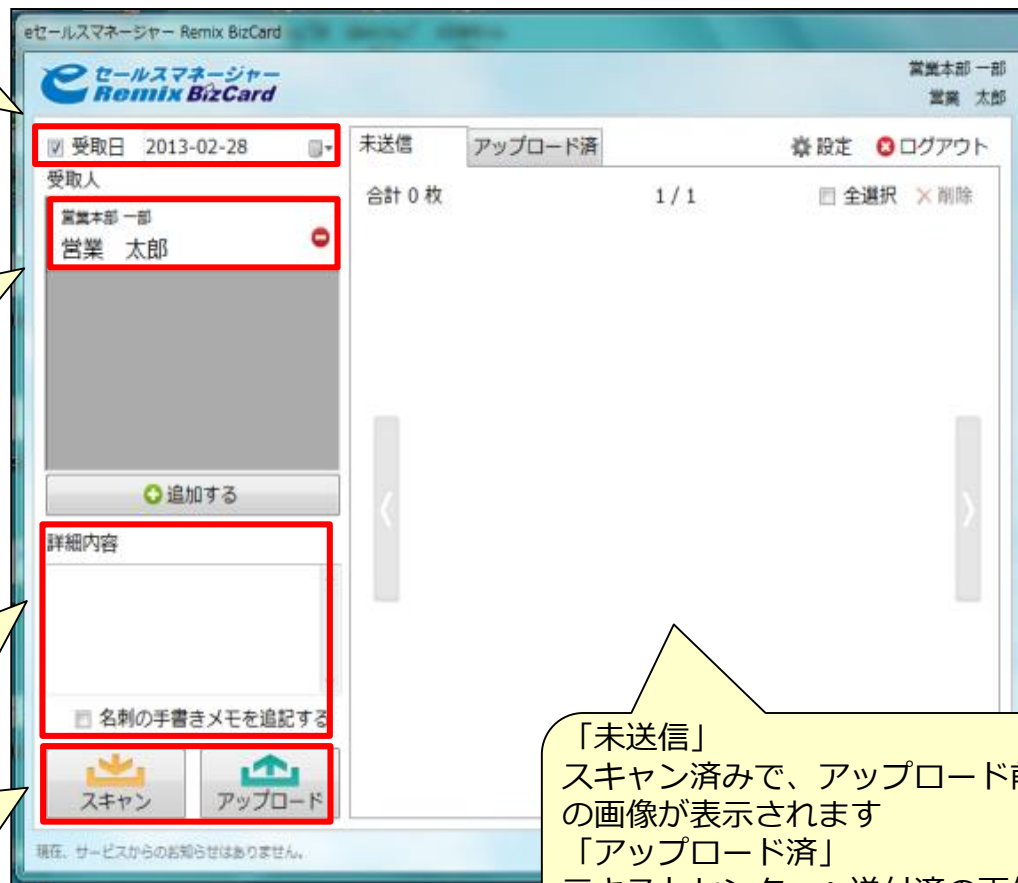 eセールスマネージャー Remix BizCard
eセールスマネージャー
Remix BizCard
営業本部 一部
営業 太郎
受取日 2013-02-28
未送信
アップロード済
設定
ログアウト
受取人
合計 0 枚
1 / 1
全選択
削除
営業本部 一部
営業 太郎
追加する
詳細内容
名刺の手書きメモを追記する
スキャン
アップロード
現在、サービスからのお知らせはありません。
「未送信」
スキャン済みで、アップロード前
の画像が表示されます
「アップロード済」